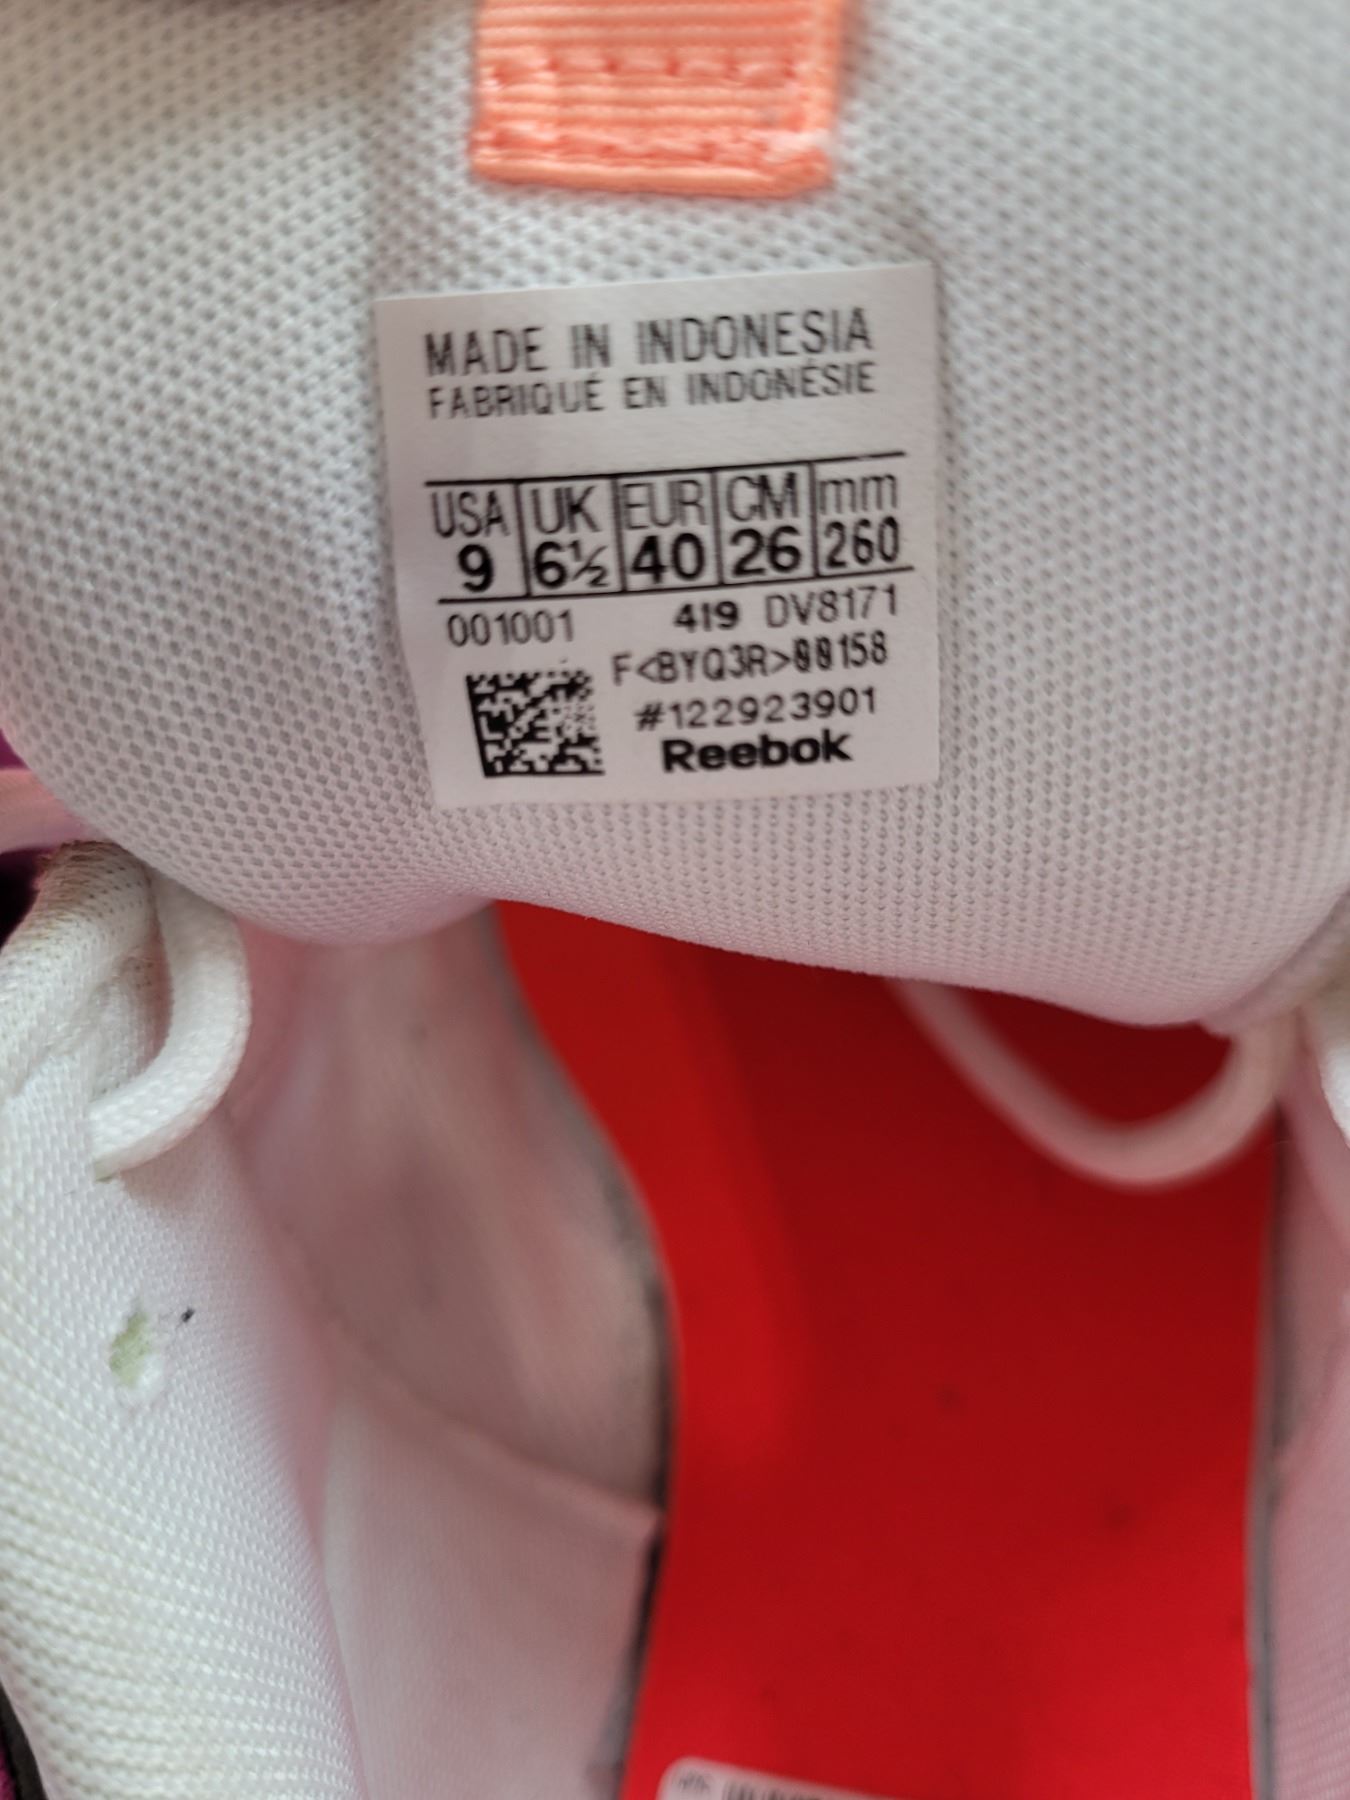 MADE IN INDONESIA
FABRIQUÉ EN INDONÉSIE
USA UK EUR CM mm
9 6½ 40 26 260
001001 419 DV8171
F<BYQ3R>00158
#122923901
Reebok